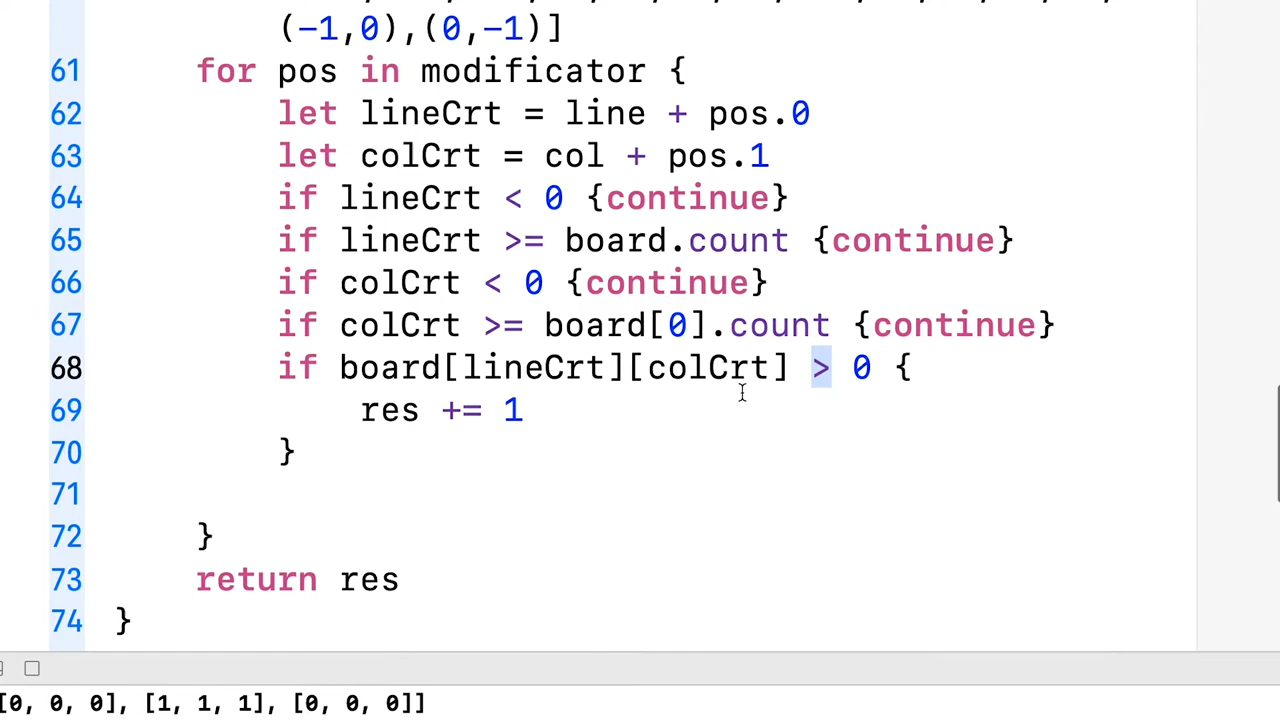 (-1,0),(0,-1)]
61 for pos in modificator {
62 let lineCrt = line + pos.0
63 let colCrt = col + pos.1
64 if lineCrt < 0 {continue}
65 if lineCrt >= board.count {continue}
66 if colCrt < 0 {continue}
67 if colCrt >= board[0].count {continue}
68 if board[lineCrt][colCrt] > 0 {
69 res += 1
70 }
71
72 }
73 return res
74 }
[0, 0, 0], [1, 1, 1], [0, 0, 0]]